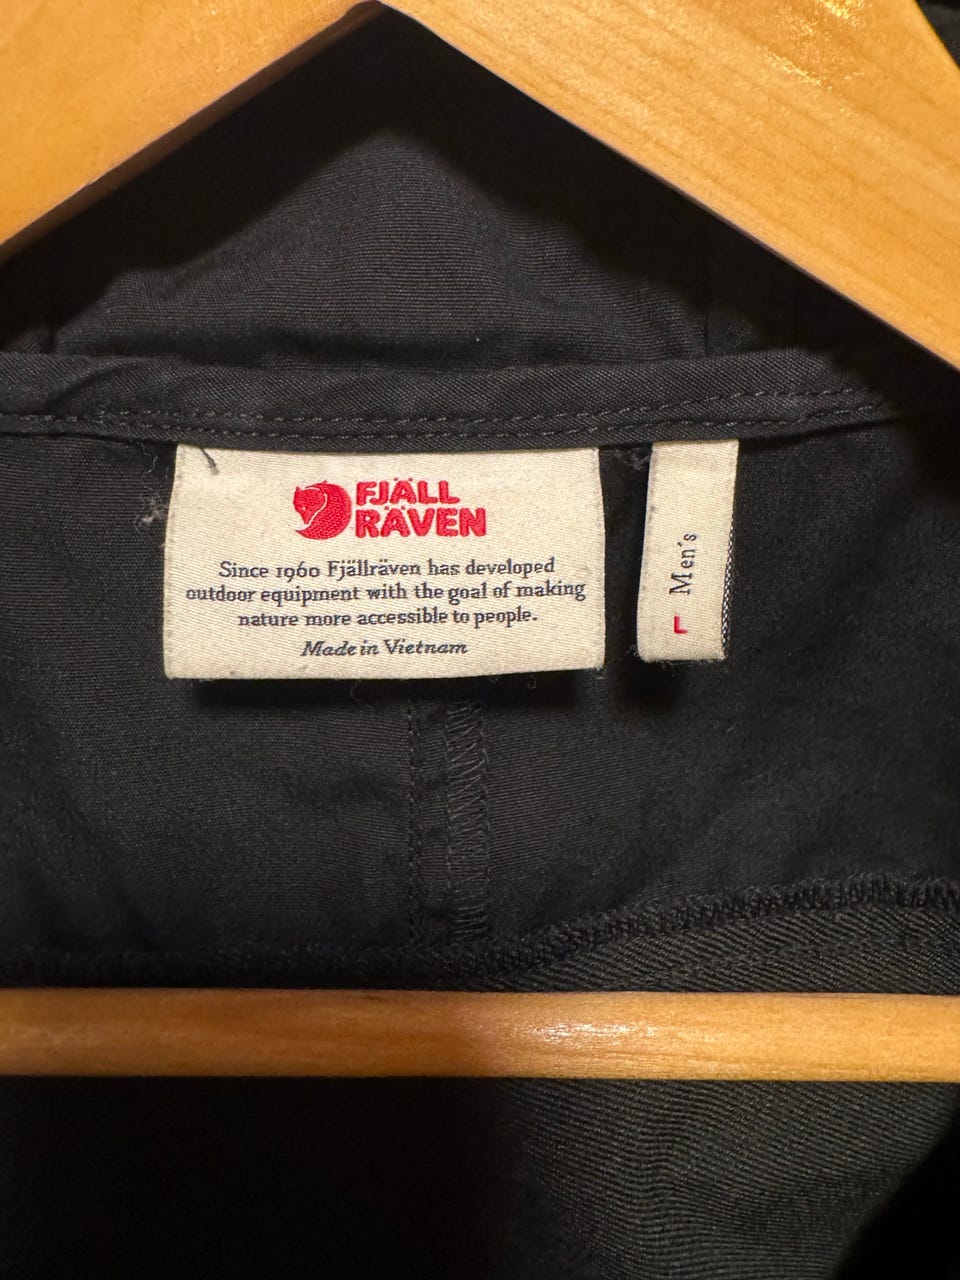 FJÄLL
RÄVEN
Since 1960 Fjällräven has developed
outdoor equipment with the goal of making
nature more accessible to people.
Made in Vietnam
Men's
L